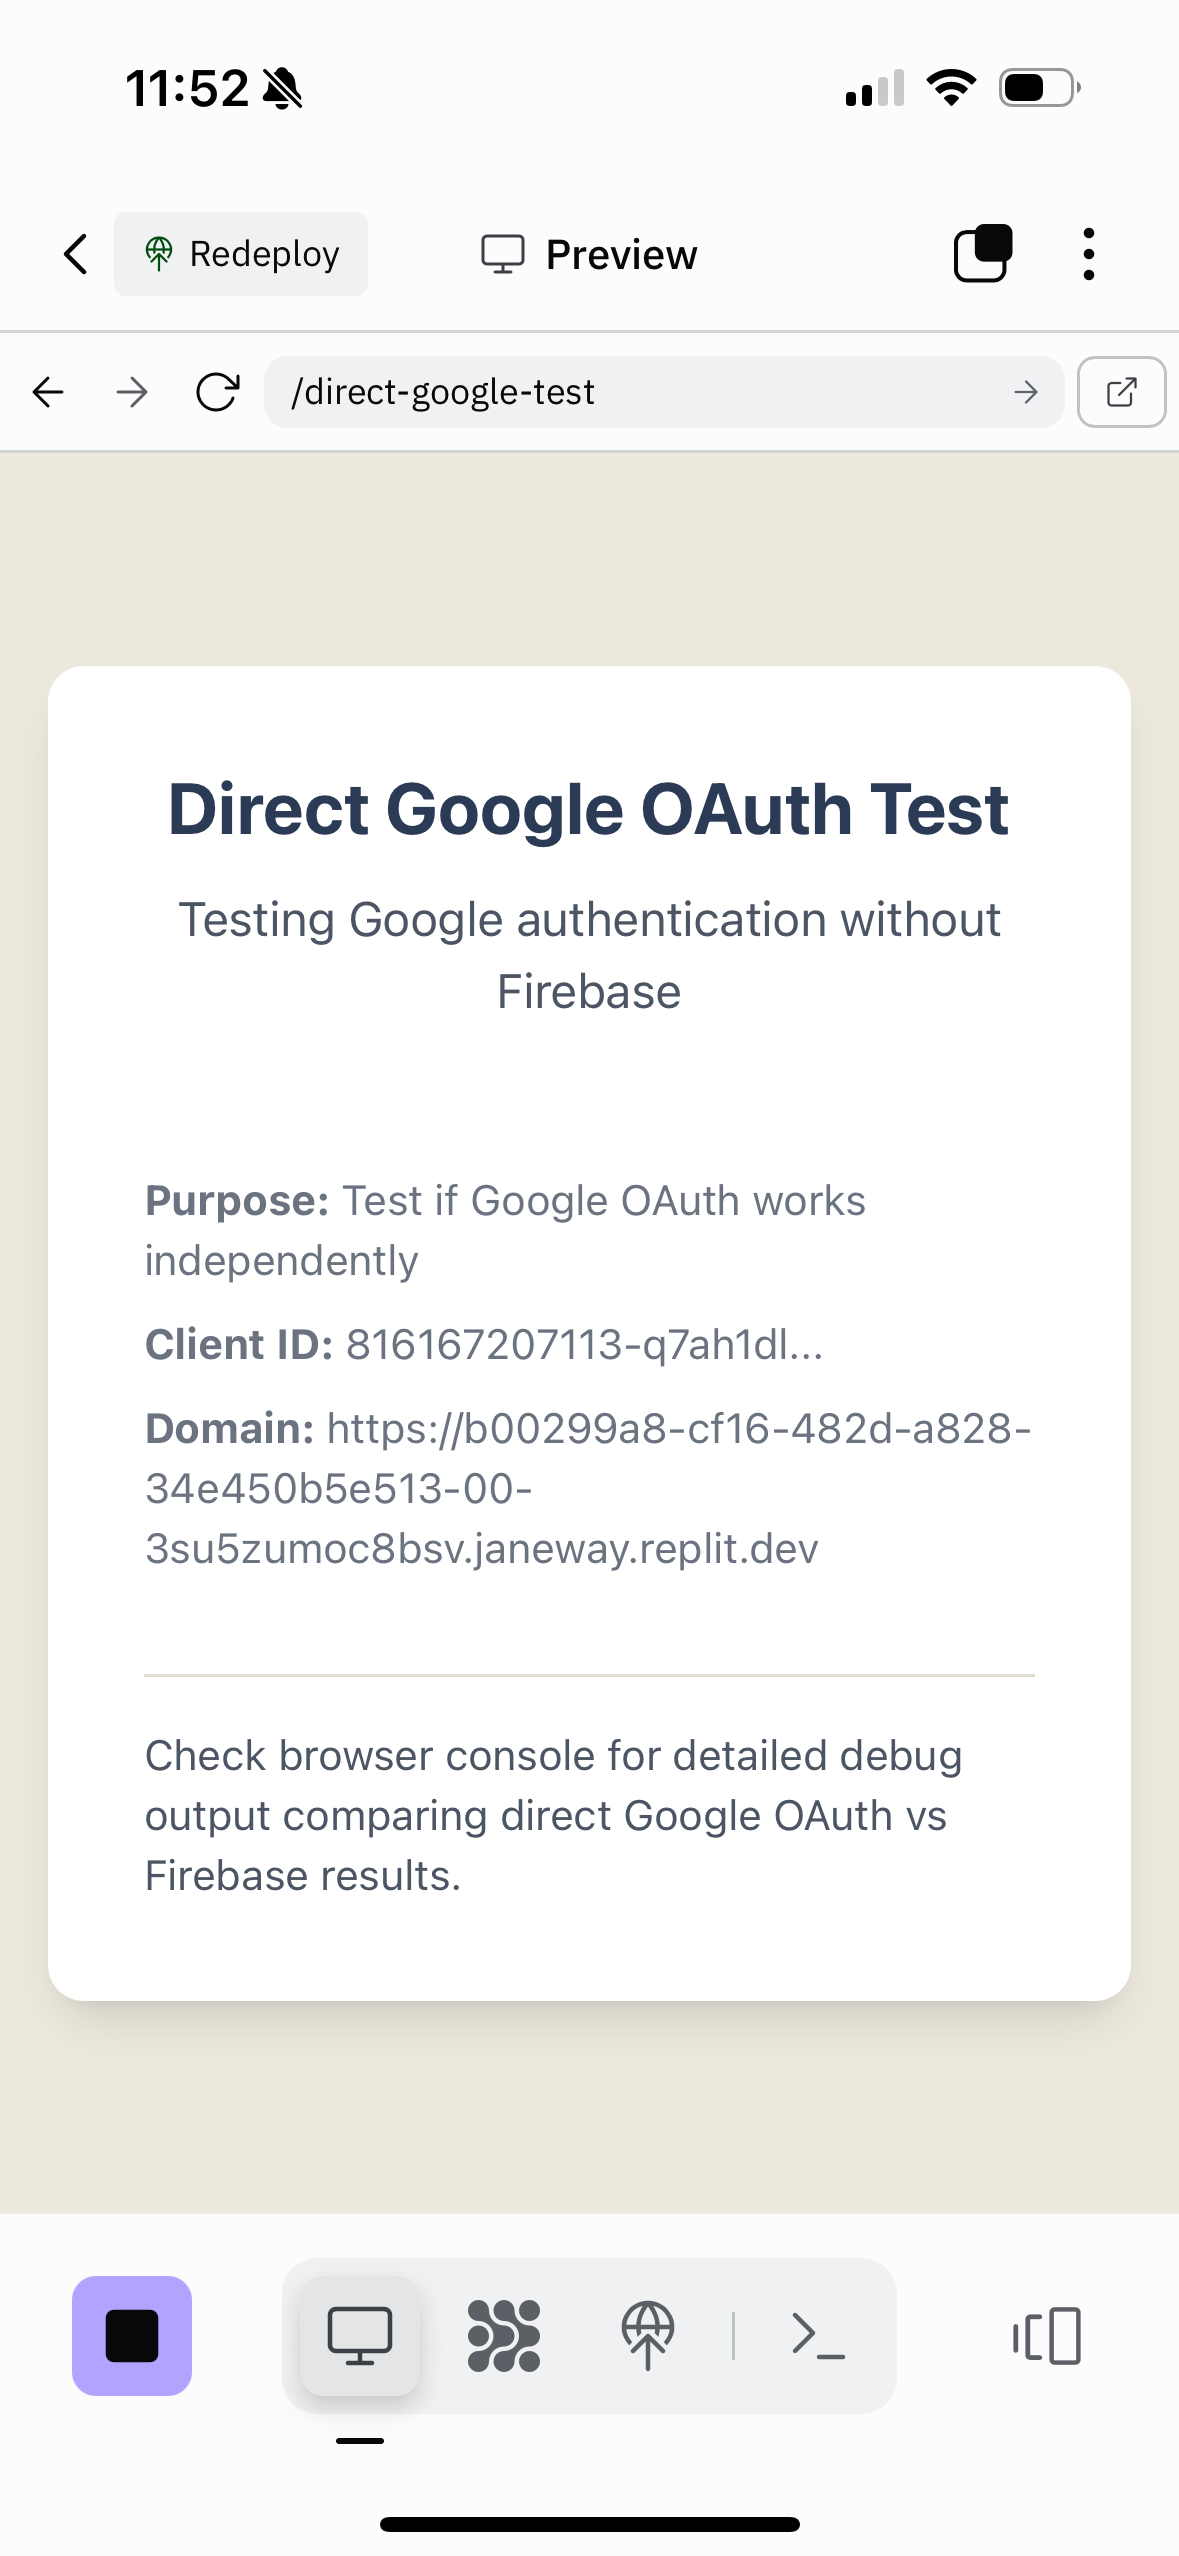 11:52
Redeploy
Preview
/direct-google-test
Direct Google OAuth Test
Testing Google authentication without
Firebase
Purpose: Test if Google OAuth works
independently
Client ID: 816167207113-q7ah1dl...
Domain: https://b00299a8-cf16-482d-a828-
34e450b5e513-00-
3su5zumoc8bsv.janeway.replit.dev
Check browser console for detailed debug
output comparing direct Google OAuth vs
Firebase results.